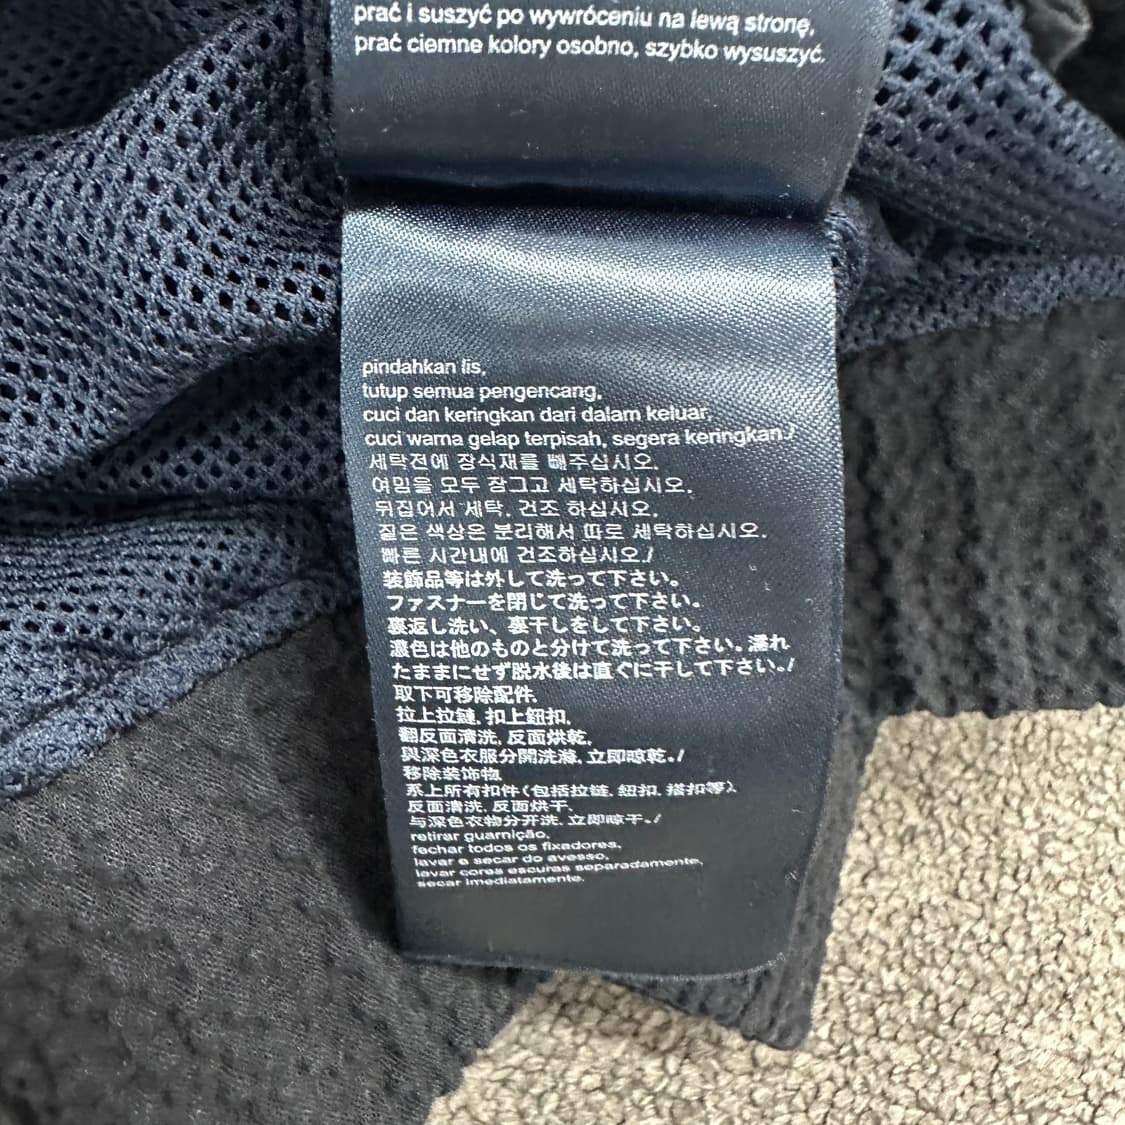 prać i suszyć po wywróceniu na lewą stronę,
prać ciemne kolory osobno, szybko wysuszyć.
pindahkan lis,
tutup semua pengencang,
cuci dan keringkan dari dalam keluar,
cuci warna gelap terpisah, segera keringkan./
세탁전에 장식재를 빼주십시오.
여밈을 모두 잠그고 세탁하십시오.
뒤집어서 세탁, 건조 하십시오.
짙은 색상은 분리해서 따로 세탁하십시오.
빠른 시간내에 건조하십시오./
装飾品等は外して洗って下さい。
ファスナーを閉じて洗って下さい。
裏返し洗い、裏干しをして下さい。
濃色は他のものと分けて洗って下さい。濡れ
たままにせず脱水後は直ぐに干して下さい。/
取下可移除配件.
拉上拉鏈, 扣上鈕扣.
翻反面清洗, 反面烘乾.
與深色衣服分開洗滌, 立即晾乾./
移除装饰物.
系上所有扣件(包括拉链, 纽扣, 搭扣等).
反面清洗, 反面烘干.
与深色衣物分开洗, 立即晾干./
retirar guarnição,
fechar todos os fixadores,
lavar e secar do avesso,
lavar cores escuras separadamente,
secar imediatamente.